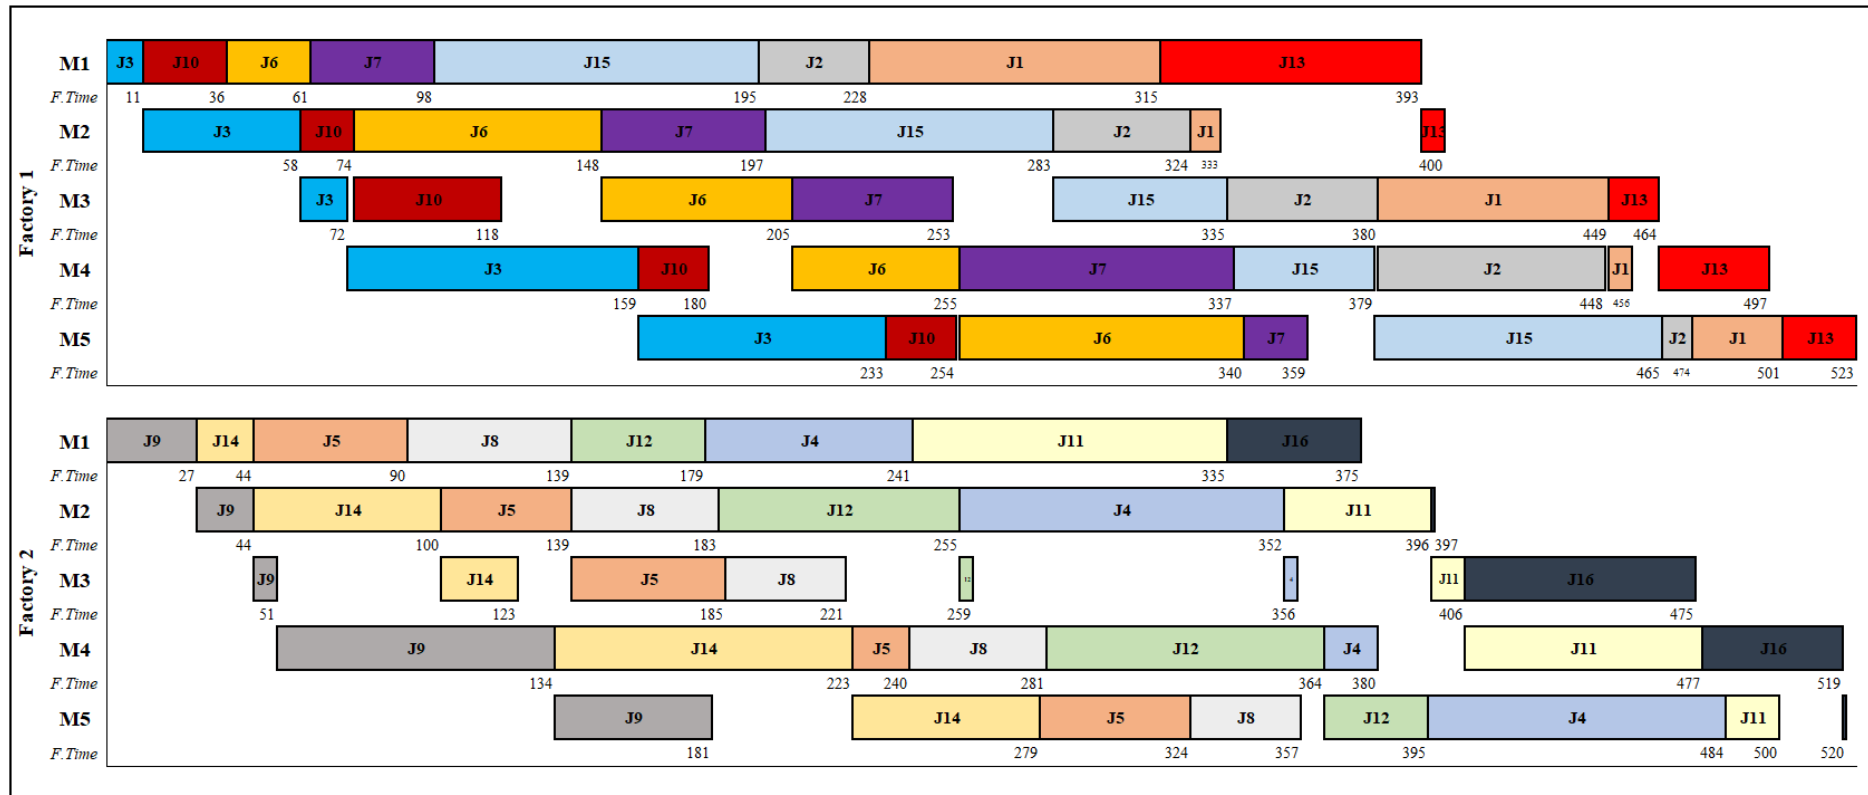 Factory 1
M1 J3 J10 J6 J7 J15 J2 J1 J13
F.Time 11 36 61 98 195 228 315 393
M2 J3 J10 J6 J7 J15 J2 J1 J13
F.Time 58 74 148 197 283 324 333 400
M3 J3 J10 J6 J7 J15 J2 J1 J13
F.Time 72 118 205 253 335 380 449 464
M4 J3 J10 J6 J7 J15 J2 J1 J13
F.Time 159 180 255 337 379 448 456 497
M5 J3 J10 J6 J7 J15 J2 J1 J13
F.Time 233 254 340 359 465 474 501 523
Factory 2
M1 J9 J14 J5 J8 J12 J4 J11 J16
F.Time 27 44 90 139 179 241 335 375
M2 J9 J14 J5 J8 J12 J4 J11
F.Time 44 100 139 183 255 352 396 397
M3 J9 J14 J5 J8 12 4 J11 J16
F.Time 51 123 185 221 259 356 406 475
M4 J9 J14 J5 J8 J12 J4 J11 J16
F.Time 134 223 240 281 364 380 477 519
M5 J9 J14 J5 J8 J12 J4 J11
F.Time 181 279 324 357 395 484 500 520